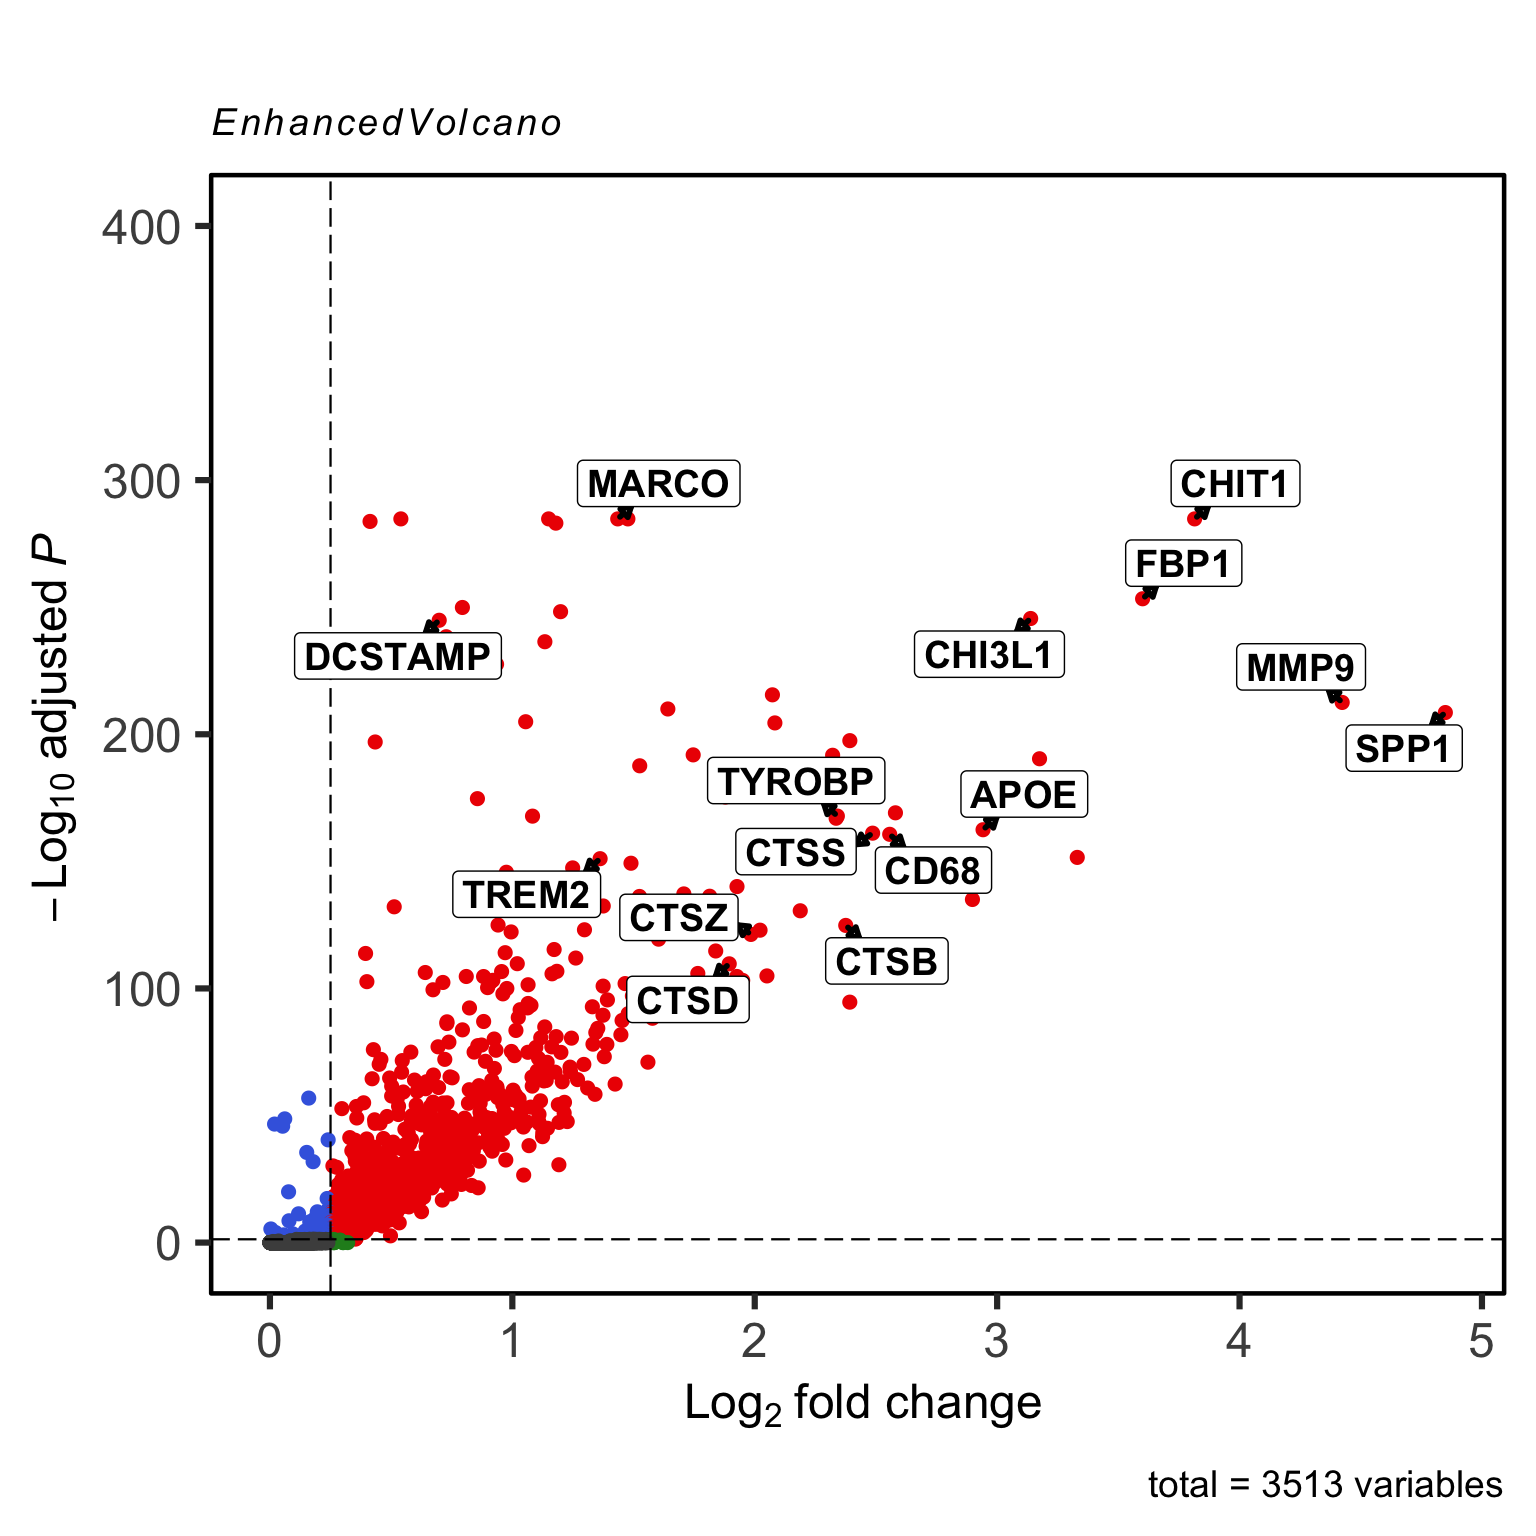 EnhancedVolcano
400
300
200
100
0
−Log10 adjusted P
MARCO
CHIT1
FBP1
DCSTAMP
CHI3L1
MMP9
SPP1
TYROBP
APOE
CTSS
CD68
TREM2
CTSZ
CTSB
CTSD
0 1 2 3 4 5
Log2 fold change
total = 3513 variables